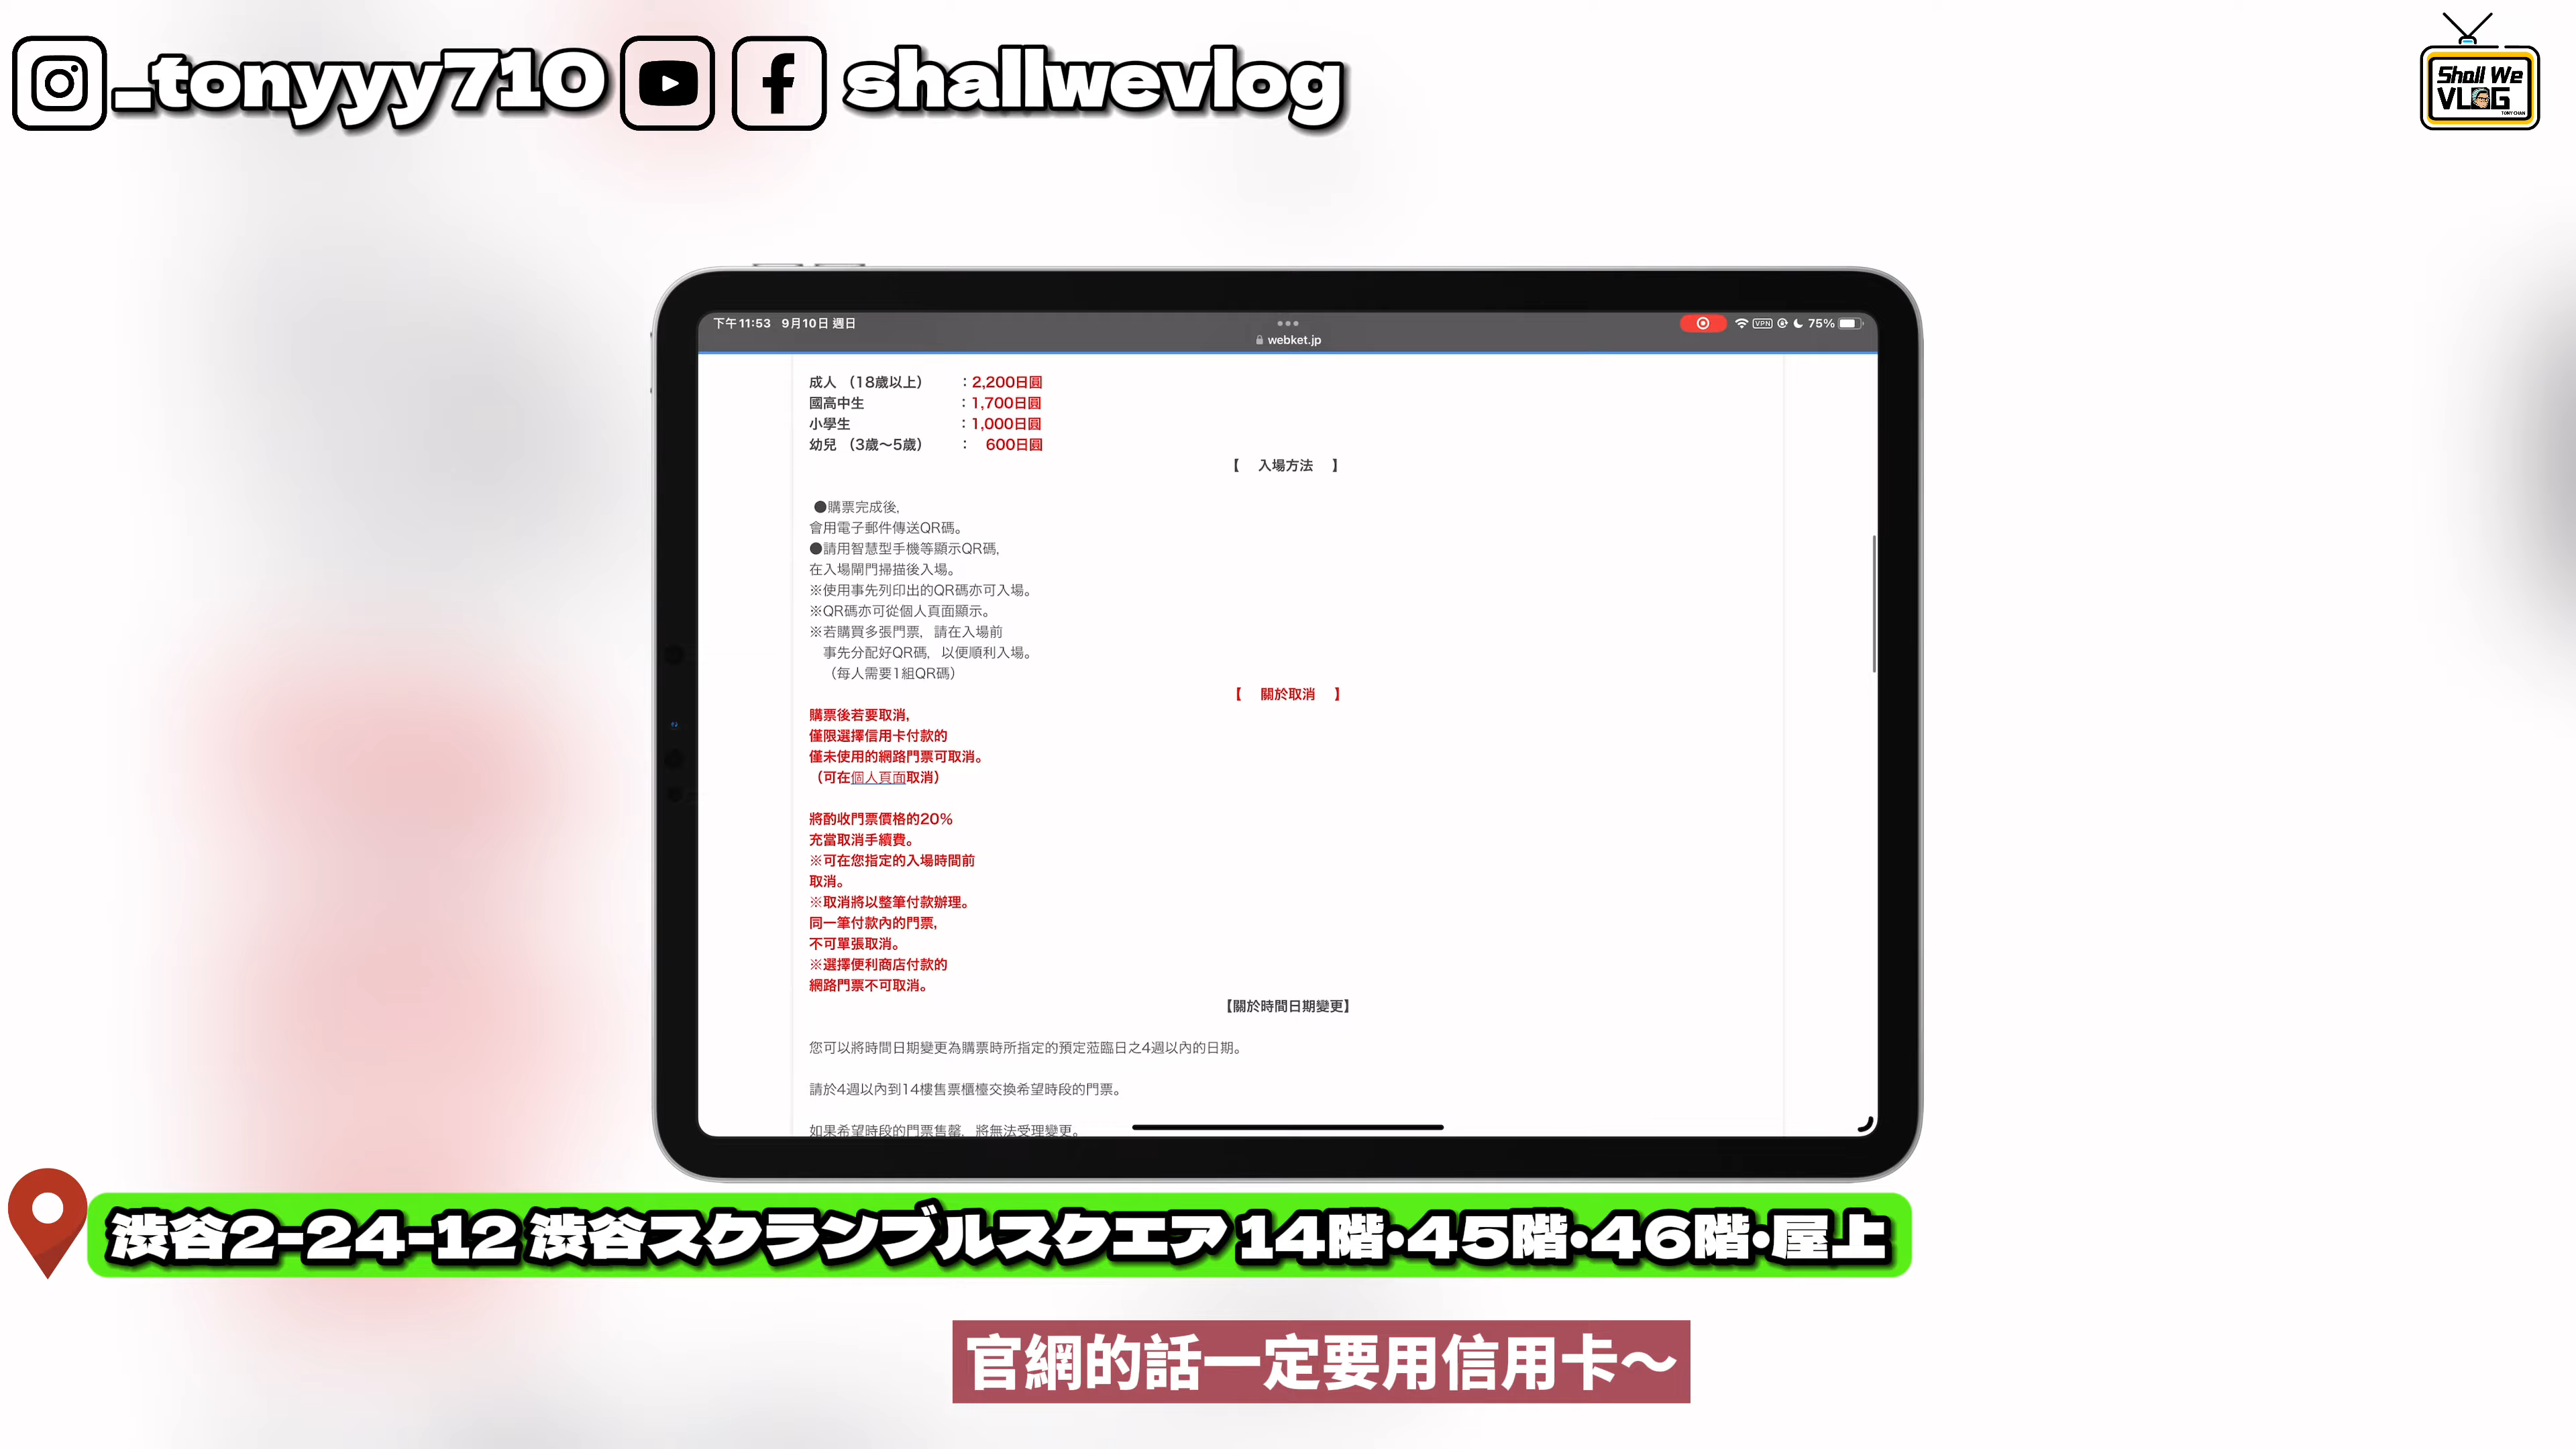 _tonyyy710 shallwevlog
Shall We
VLOG
TONY CHAN
下午11:53 9月10日 週日
VPN 75%
webket.jp
成人 （18歲以上） ：2,200日圓
國高中生 ：1,700日圓
小學生 ：1,000日圓
幼兒 （3歲～5歲） ： 600日圓
【 入場方法 】
●購票完成後，
會用電子郵件傳送QR碼。
●請用智慧型手機等顯示QR碼，
在入場閘門掃描後入場。
※使用事先列印出的QR碼亦可入場。
※QR碼亦可從個人頁面顯示。
※若購買多張門票，請在入場前
事先分配好QR碼，以便順利入場。
（每人需要1組QR碼）
【 關於取消 】
購票後若要取消，
僅限選擇信用卡付款的
僅未使用的網路門票可取消。
（可在個人頁面取消）
將酌收門票價格的20%
充當取消手續費。
※可在您指定的入場時間前
取消。
※取消將以整筆付款辦理。
同一筆付款內的門票，
不可單張取消。
※選擇便利商店付款的
網路門票不可取消。
【關於時間日期變更】
您可以將時間日期變更為購票時所指定的預定蒞臨日之4週以內的日期。
請於4週以內到14樓售票櫃檯交換希望時段的門票。
如果希望時段的門票售罄，將無法受理變更。
渋谷2-24-12 渋谷スクランブルスクエア 14階・45階・46階・屋上
官網的話一定要用信用卡～